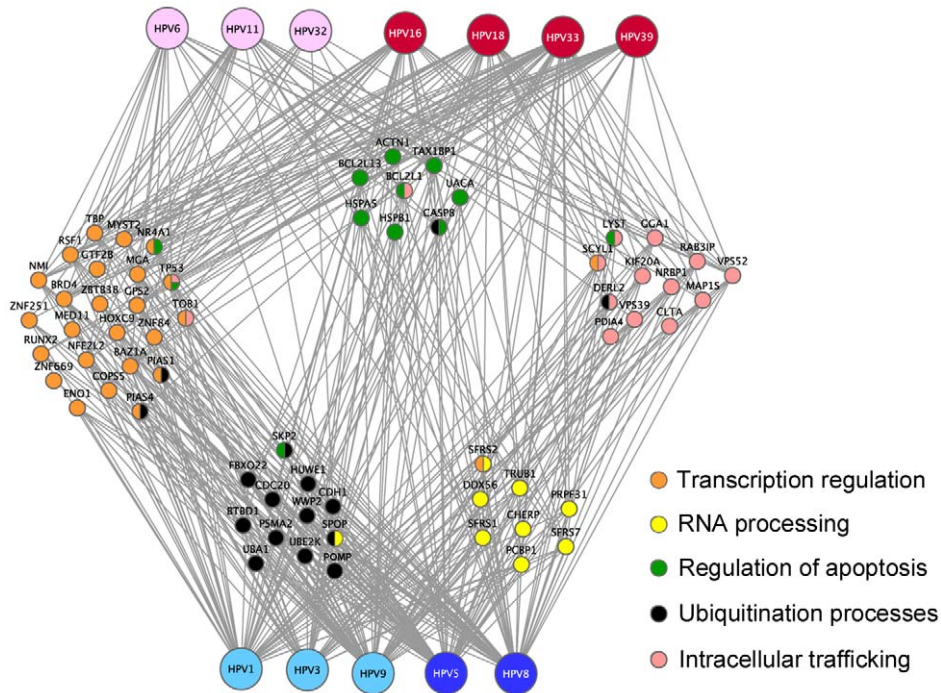 HPV6 HPV11 HPV32 HPV16 HPV18 HPV33 HPV39
ACTN1
BCL2L13 TAX1BP1
BCL2L1
UACA
HSPA5
HSPB1 CASP8
TBP MYST2
NR4A1
RSF1
GTF2B MGA
TP53
NMI
BRD4 ZBTB38 GPS2
TOB1
ZNF251 MED11 HOXC9 ZNF84
RUNX2 NFE2L2 BAZ1A
ZNF669 PIAS1
COPS5
ENO1 PIAS4
LYST GGA1
SCYL1 RAB3IP
KIF20A NRBP1 VPS52
DERL2 MAP1S
VPS39
PDIA4 CLTA
SKP2
FBXO22 HUWE1
CDC20 CDH1
BTBD1 WWP2
PSMA2 SPOP
UBA1 UBE2K POMP
SFRS2
DDX56 TRUB1
PRPF31
SFRS1 CHERP
SFRS7
PCBP1
HPV1 HPV3 HPV9 HPV5 HPV8
Transcription regulation
RNA processing
Regulation of apoptosis
Ubiquitination processes
Intracellular trafficking